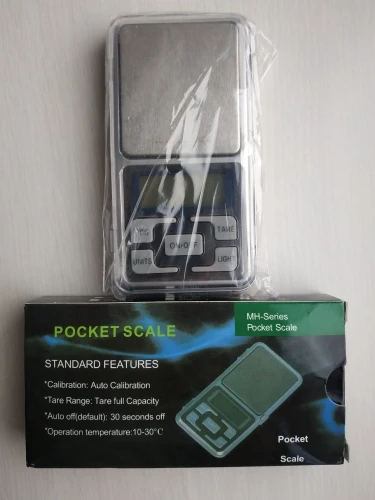 TARE
ON•OFF
UNITS
LIGHT
MH-Series
Pocket Scale
POCKET SCALE
STANDARD FEATURES
*Calibration: Auto Calibration
*Tare Range: Tare full Capacity
*Auto off(default): 30 seconds off
*Operation temperature:10-30°C
Pocket
Scale